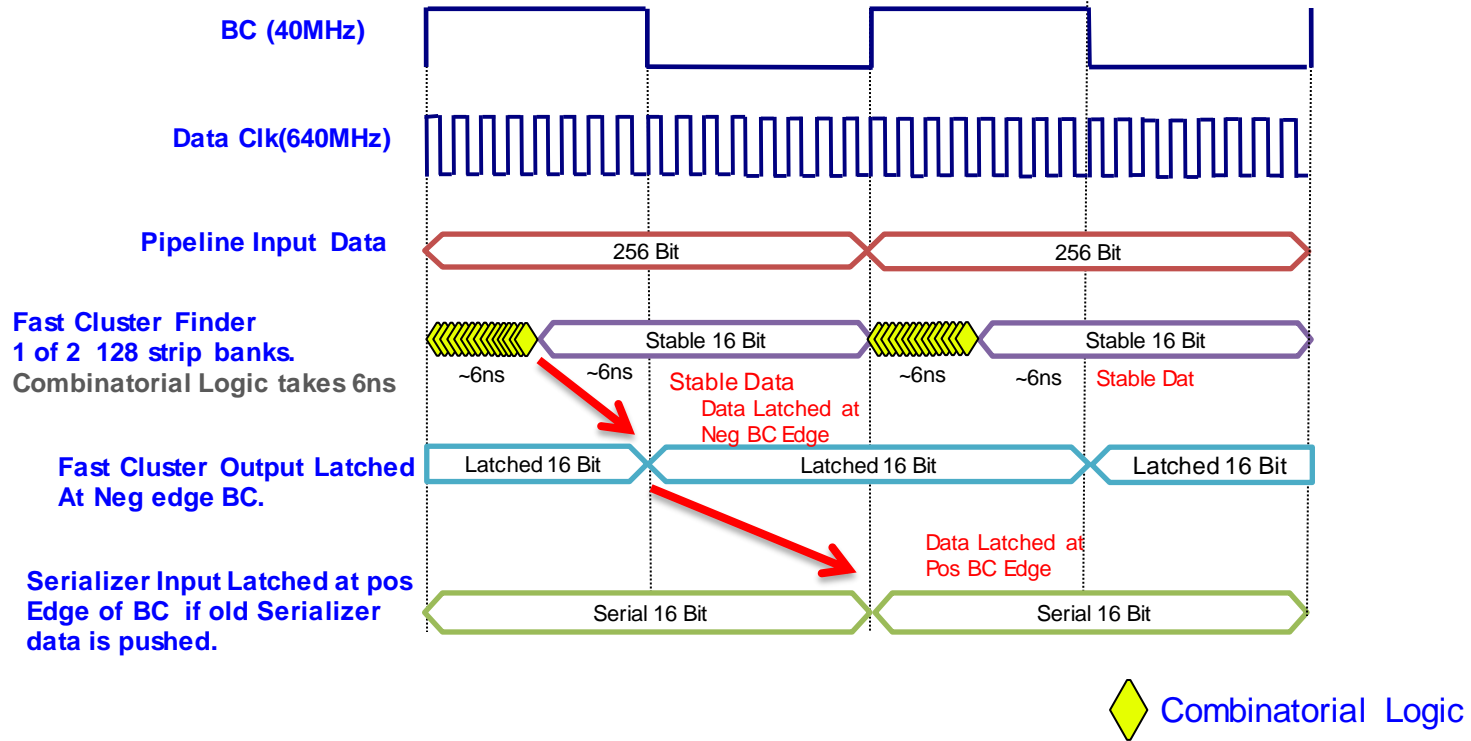 BC (40MHz)
Data Clk(640MHz)
Pipeline Input Data
256 Bit
256 Bit
Fast Cluster Finder
1 of 2 128 strip banks.
Combinatorial Logic takes 6ns
Stable 16 Bit
Stable 16 Bit
~6ns
~6ns
~6ns
~6ns
Stable Data
Stable Dat
Data Latched at
Neg BC Edge
Fast Cluster Output Latched
At Neg edge BC.
Latched 16 Bit
Latched 16 Bit
Latched 16 Bit
Data Latched at
Pos BC Edge
Serializer Input Latched at pos
Edge of BC if old Serializer
data is pushed.
Serial 16 Bit
Serial 16 Bit
Combinatorial Logic